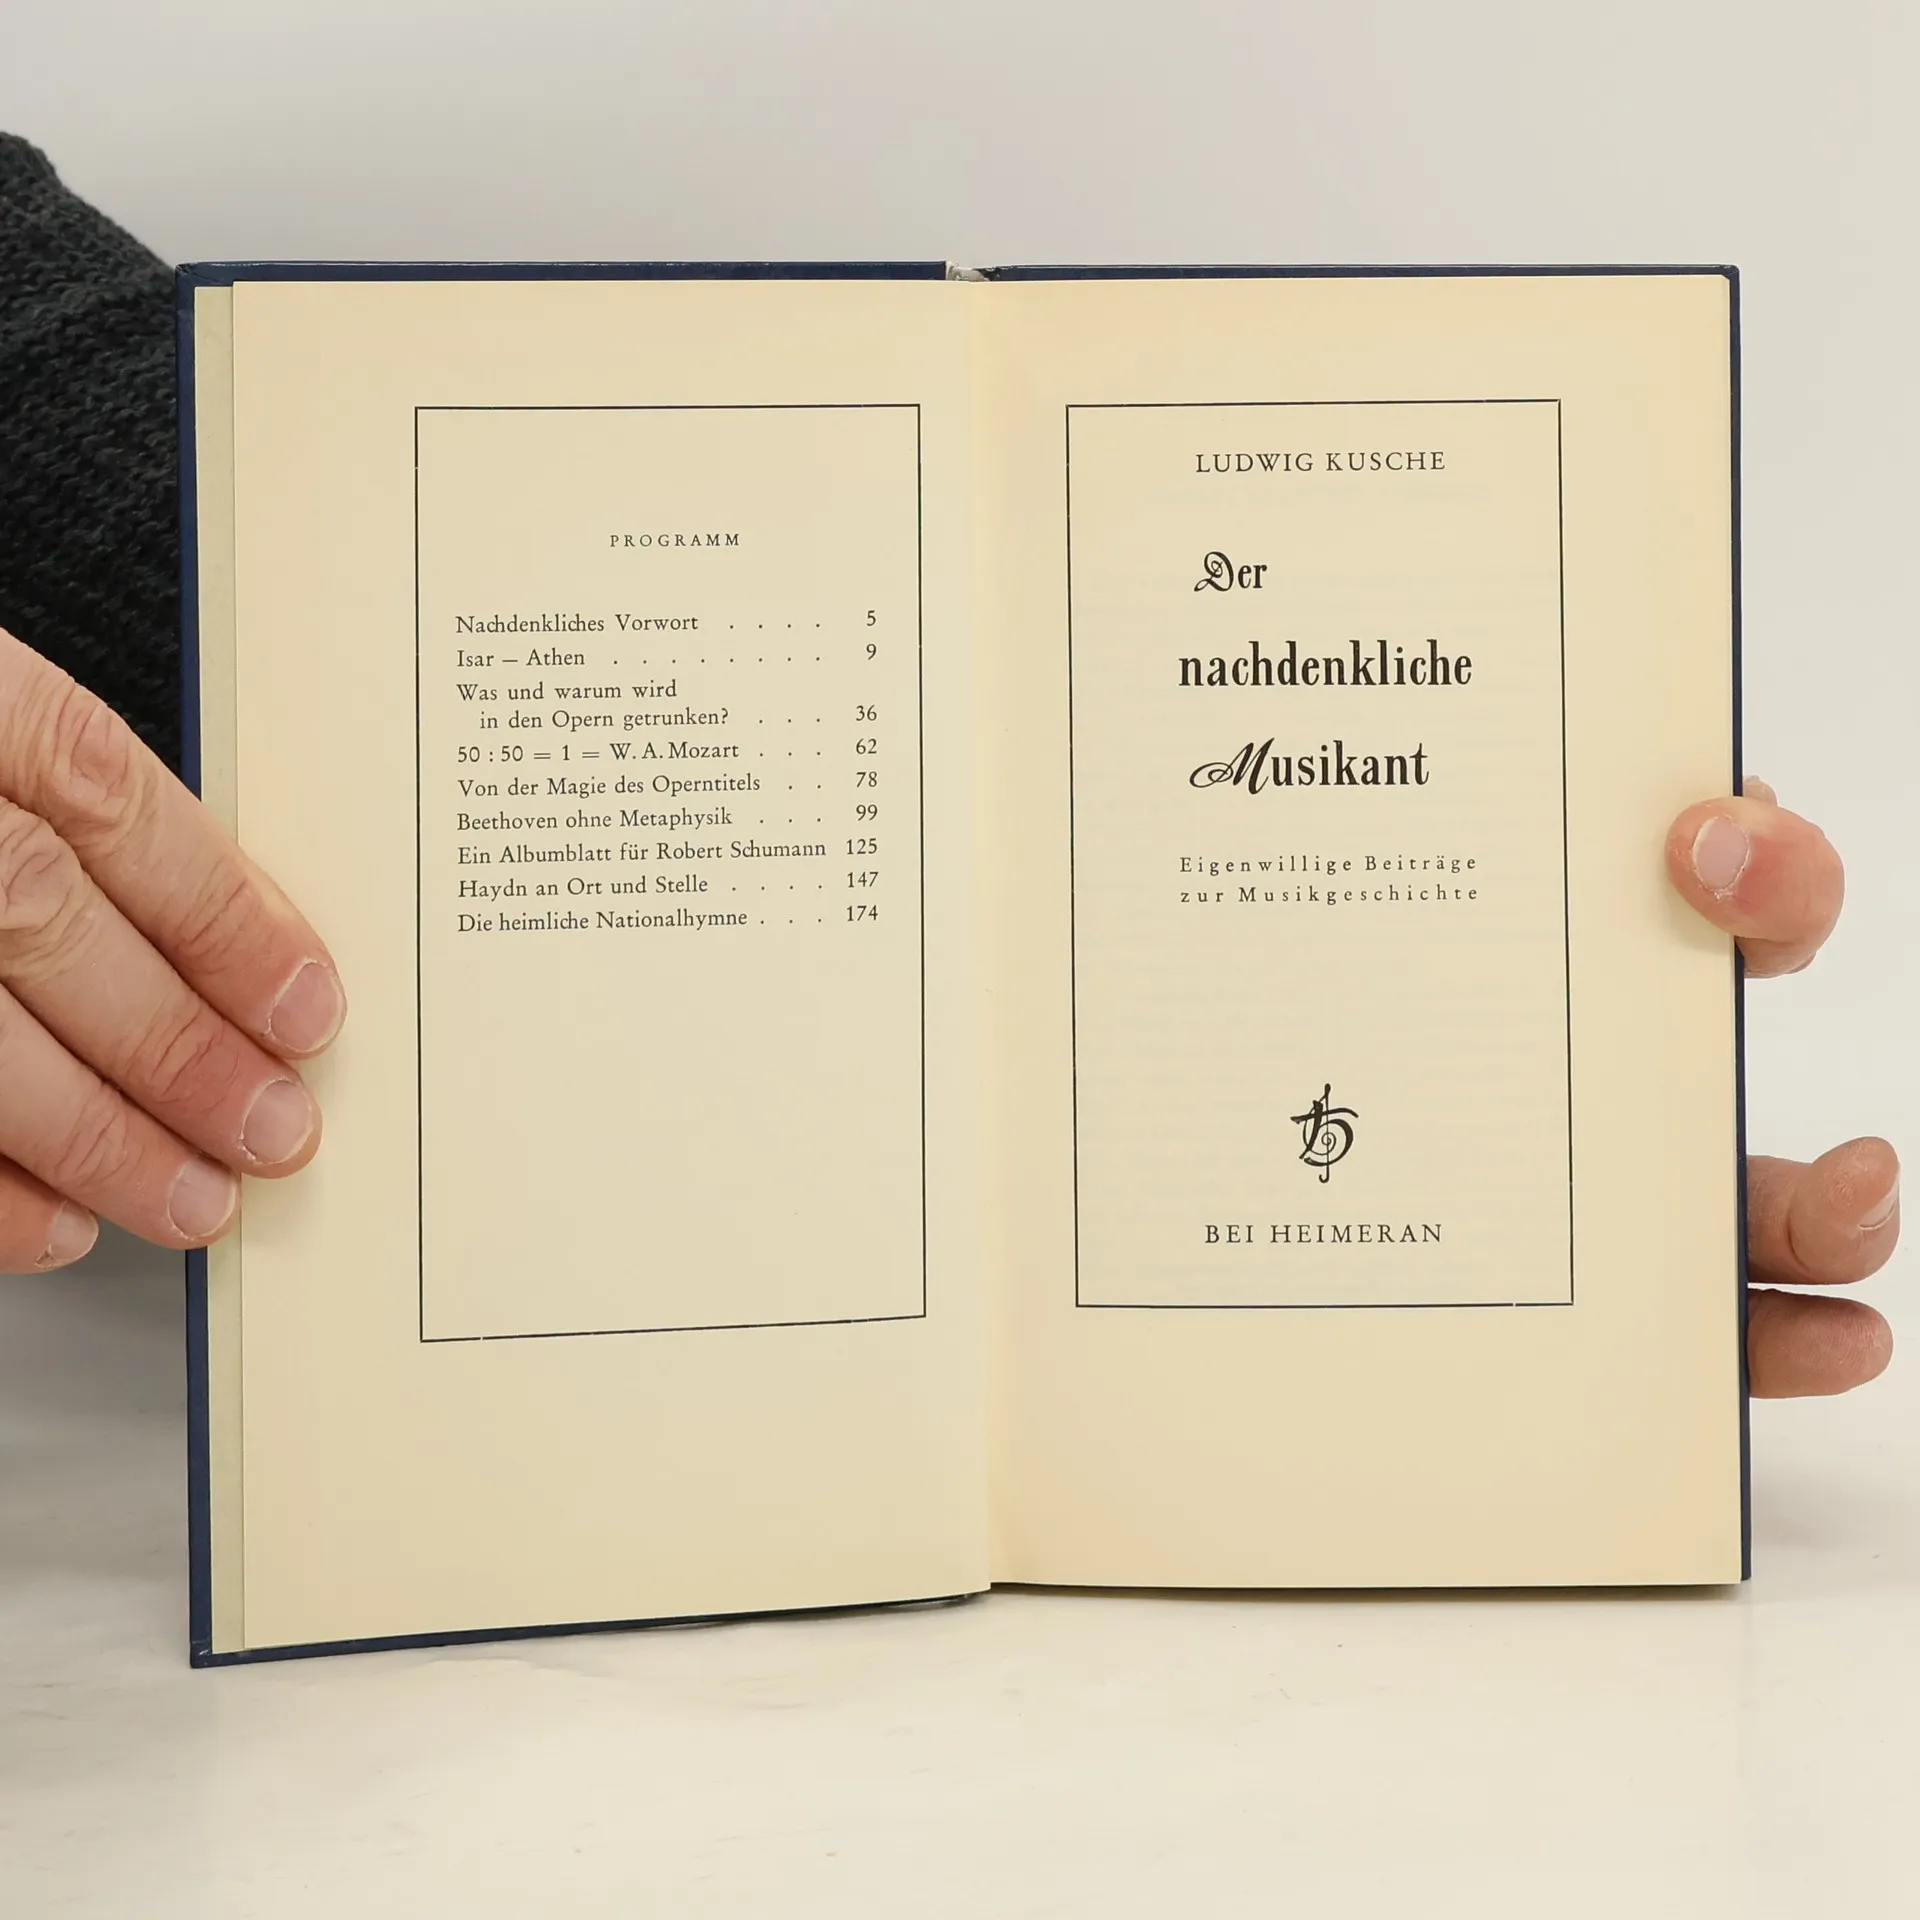 PROGRAMM
Nachdenkliches Vorwort . . . . 5
Isar – Athen . . . . . . . . 9
Was und warum wird
in den Opern getrunken? . . . 36
50 : 50 = 1 = W. A. Mozart . . . 62
Von der Magie des Operntitels . . 78
Beethoven ohne Metaphysik . . . 99
Ein Albumblatt für Robert Schumann 125
Haydn an Ort und Stelle . . . . 147
Die heimliche Nationalhymne . . . 174
LUDWIG KUSCHE
Der
nachdenkliche
Musikant
Eigenwillige Beiträge
zur Musikgeschichte
BEI HEIMERAN